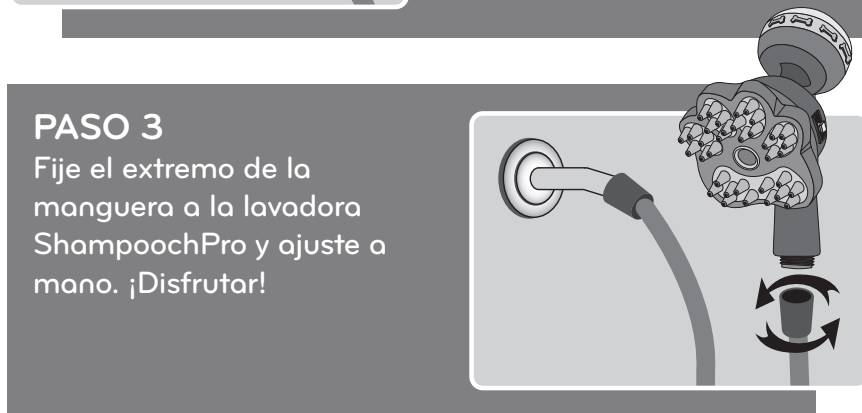 PASO 3
Fije el extremo de la
manguera a la lavadora
ShampoochPro y ajuste a
mano. ¡Disfrutar!